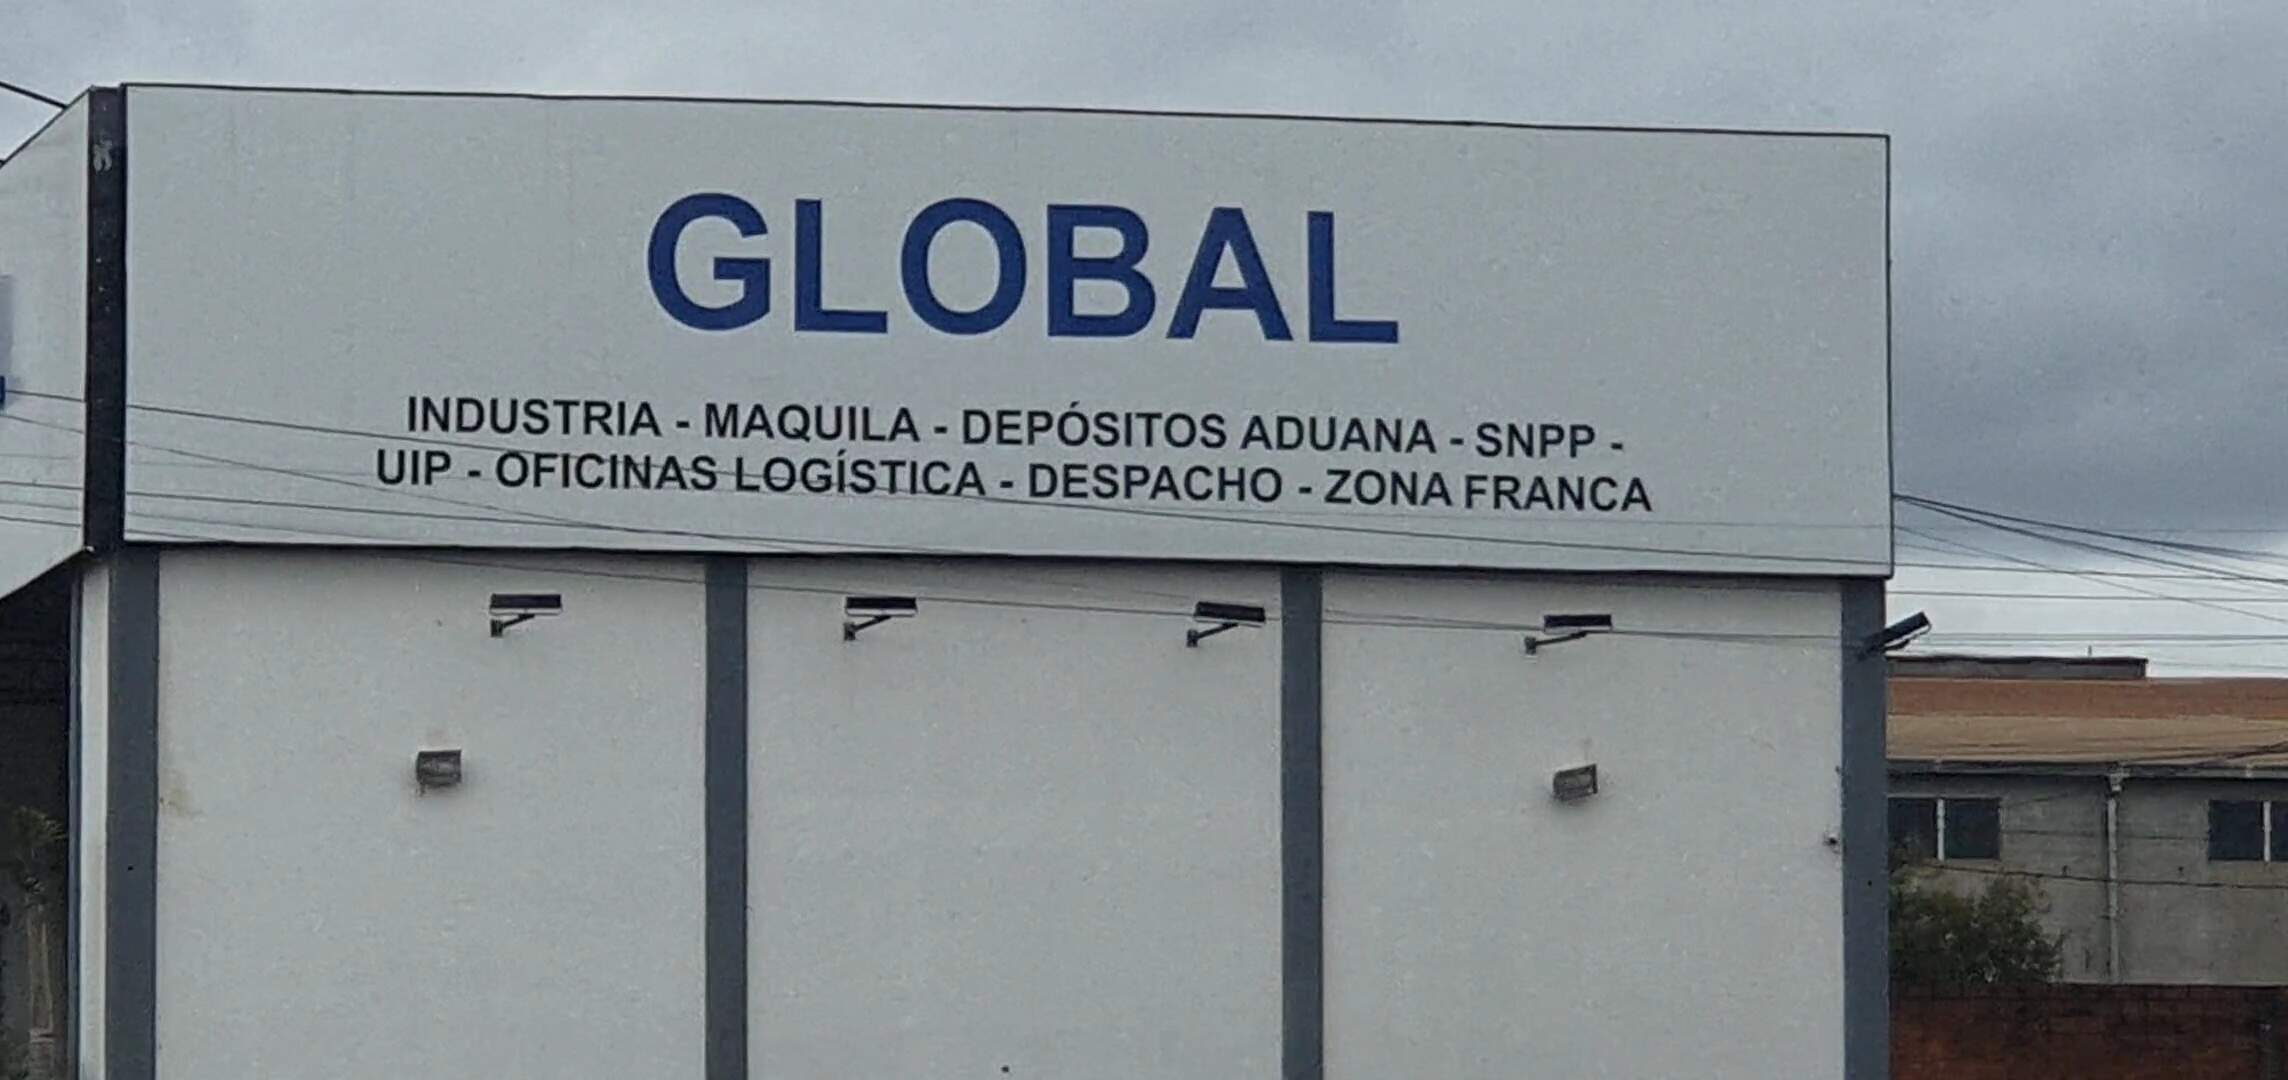 GLOBAL
INDUSTRIA - MAQUILA - DEPÓSITOS ADUANA - SNPP -
UIP - OFICINAS LOGÍSTICA - DESPACHO - ZONA FRANCA